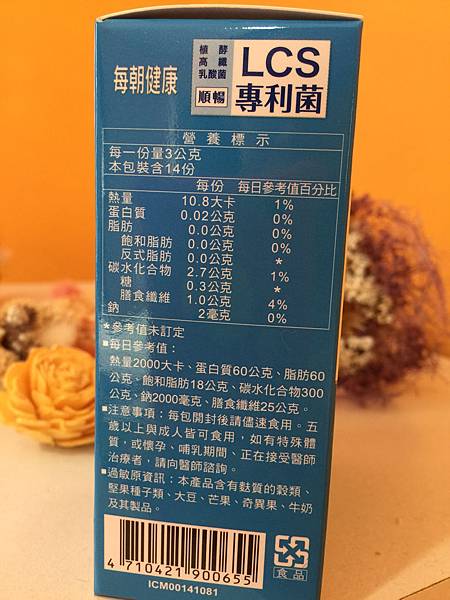 每朝健康
植酵
高纖
乳酸菌
順暢
LCS
專利菌
營養標示
每一份量3公克
本包裝含14份
每份 每日參考值百分比
熱量 10.8大卡 1%
蛋白質 0.02公克 0%
脂肪 0.0公克 0%
飽和脂肪 0.0公克 0%
反式脂肪 0.0公克 *
碳水化合物 2.7公克 1%
糖 0.3公克 *
膳食纖維 1.0公克 4%
鈉 2毫克 0%
*參考值未訂定
■每日參考值：
熱量2000大卡、蛋白質60公克、脂肪60
公克、飽和脂肪18公克、碳水化合物300
公克、鈉2000毫克、膳食纖維25公克。
■注意事項：每包開封後請儘速食用。五
歲以上與成人皆可食用，如有特殊體
質，或懷孕、哺乳期間、正在接受醫師
治療者，請向醫師諮詢。
■過敏原資訊：本產品含有麩質的穀類、
堅果種子類、大豆、芒果、奇異果、牛奶
及其製品。
4 710421 900655
ICM00141081
食品